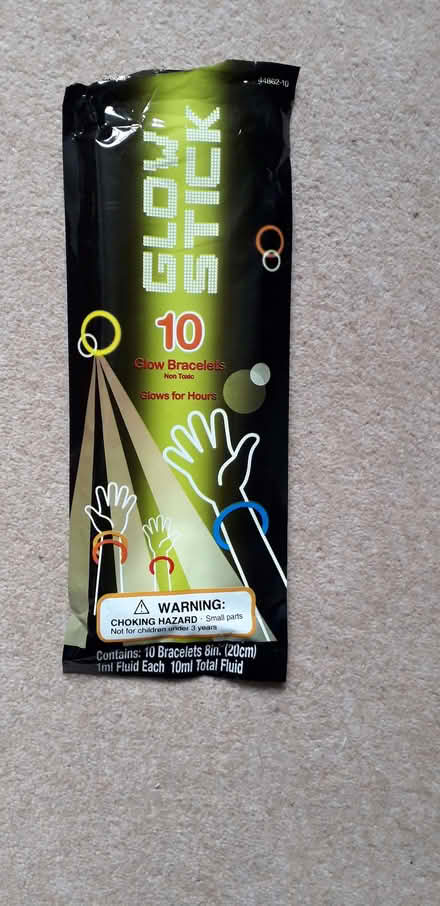 94862-10
GLOW
STICK
10
Glow Bracelets
Non Toxic
Glows for Hours
WARNING:
CHOKING HAZARD - Small parts
Not for children under 3 years
Contains: 10 Bracelets 8in. (20cm)
1ml Fluid Each 10ml Total Fluid